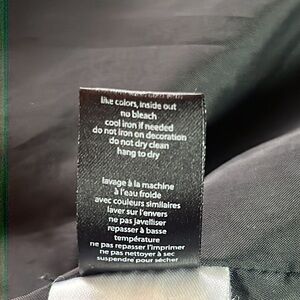 like colors, inside out
no bleach
cool iron if needed
do not iron on decoration
do not dry clean
hang to dry
lavage à la machine
à l'eau froide
avec couleurs similaires
laver sur l'envers
ne pas javelliser
repasser à basse
température
ne pas repasser l'imprimer
ne pas nettoyer à sec
suspendre pour sécher